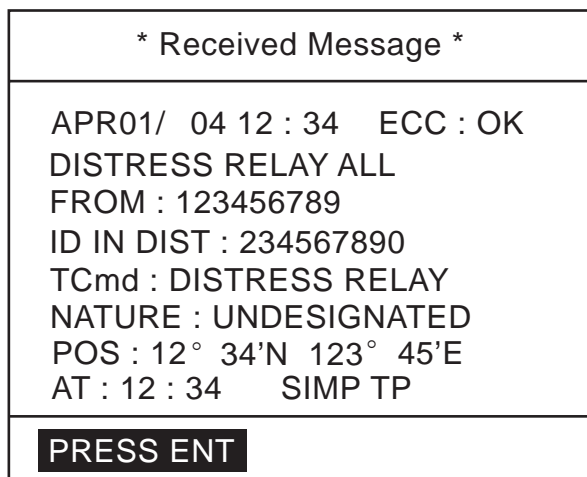 * Received Message *
APR01/ 04 12 : 34 ECC : OK
DISTRESS RELAY ALL
FROM : 123456789
ID IN DIST : 234567890
TCmd : DISTRESS RELAY
NATURE : UNDESIGNATED
POS : 12° 34’N 123° 45’E
AT : 12 : 34 SIMP TP
PRESS ENT